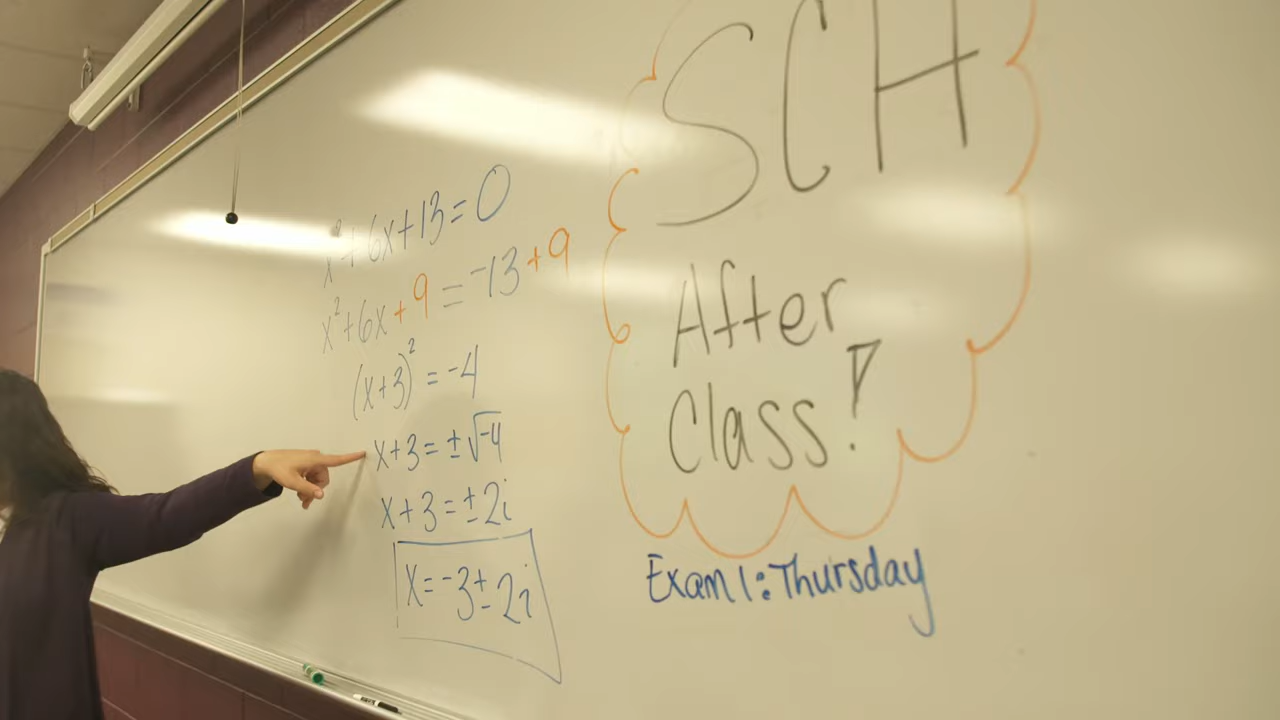 x²+6x+13=0
x²+6x+9=-13+9
(x+3)²=-4
x+3=±√-4
x+3=±2i
x=-3±2i
SCH
After
Class!
Exam 1: Thursday